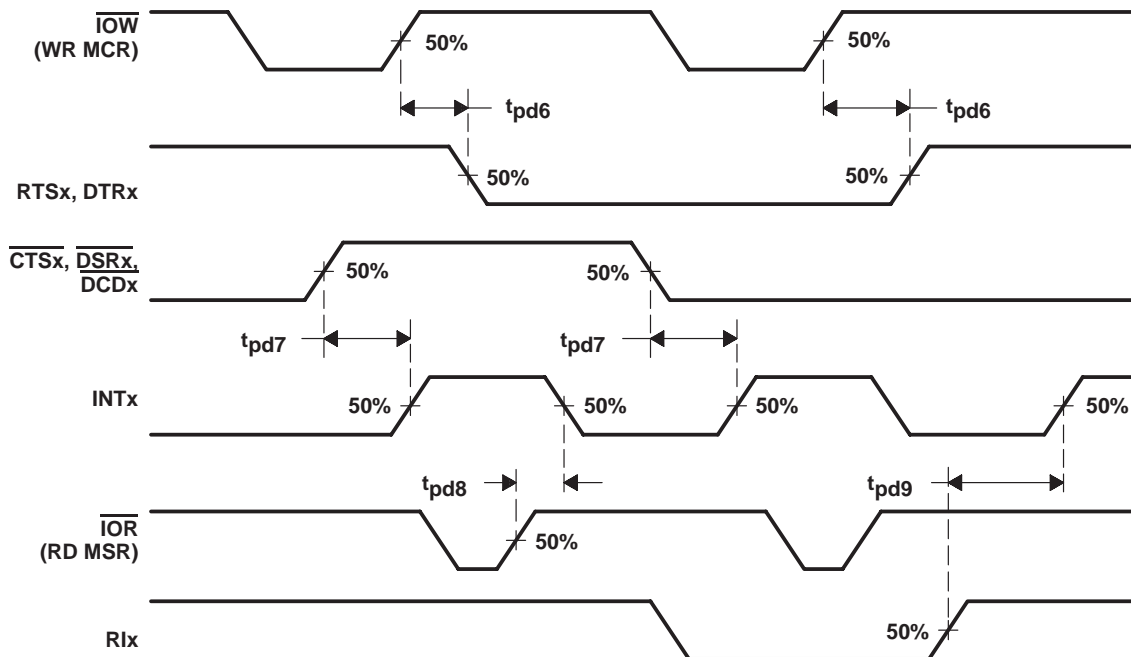 IOW
(WR MCR)
50%
50%
tpd6
tpd6
RTSx, DTRx
50%
50%
CTSx, DSRx,
DCDx
50%
50%
tpd7
tpd7
INTx
50%
50%
50%
50%
tpd8
tpd9
IOR
(RD MSR)
50%
RIx
50%